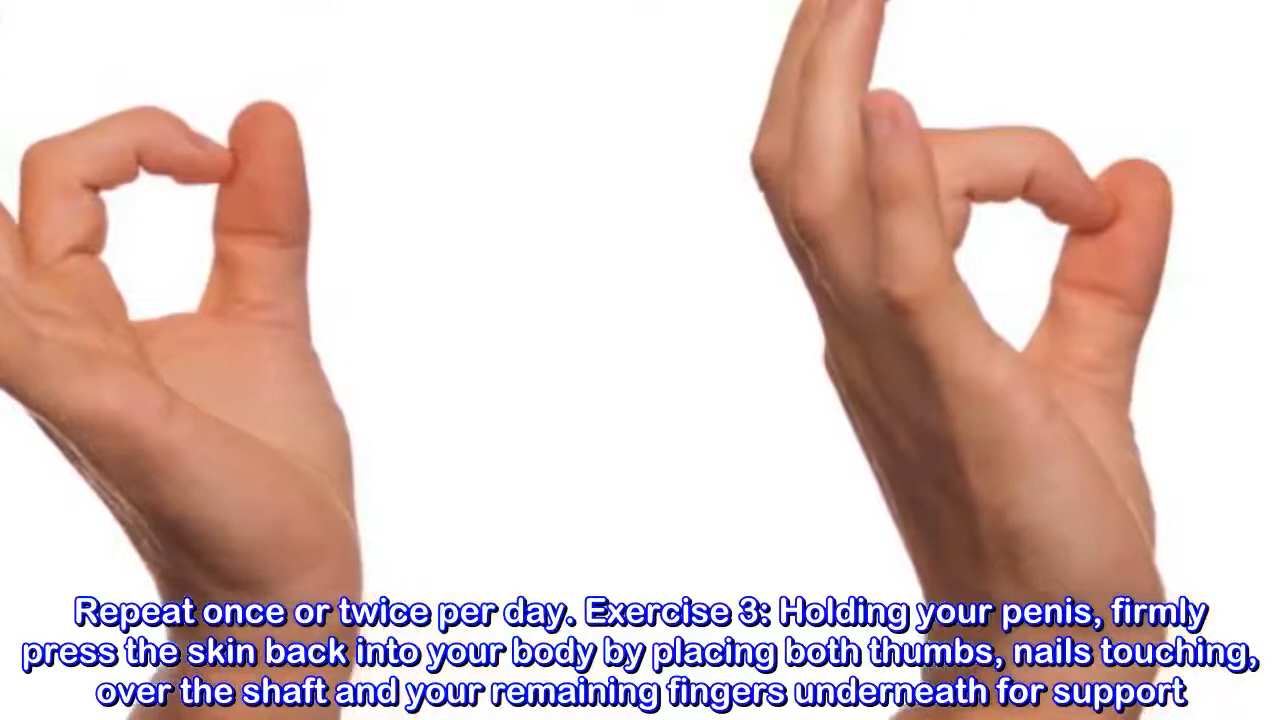 Repeat once or twice per day. Exercise 3: Holding your penis, firmly
press the skin back into your body by placing both thumbs, nails touching,
over the shaft and your remaining fingers underneath for support